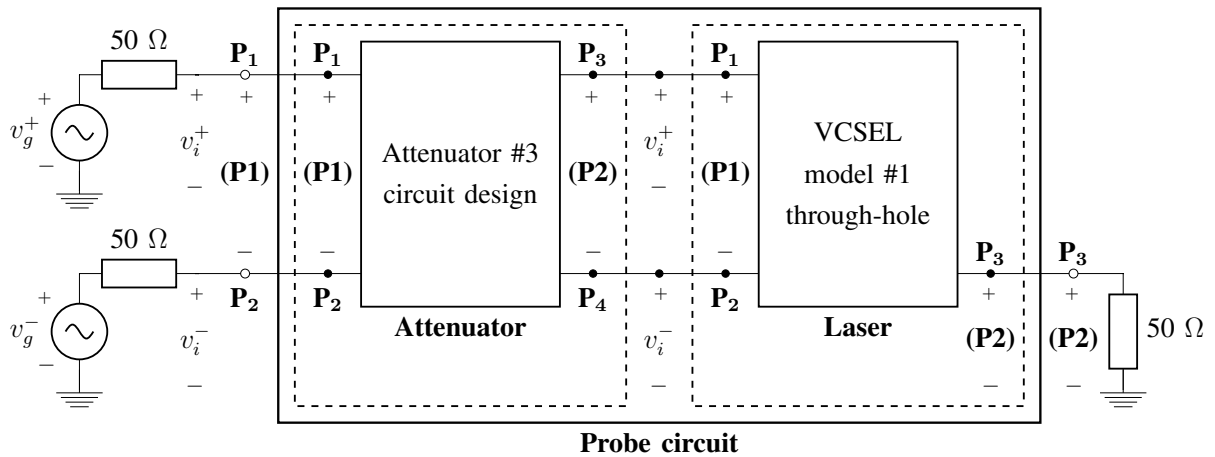 50 Ω
P₁ P₁ P₃ P₁
+ + + + + + +
v_g^+ v_i^+ v_i^+
− − −
(P1) (P1) (P2) (P1)
Attenuator #3
circuit design
VCSEL
model #1
through-hole
50 Ω
− − − −
P₂ P₂ P₄ P₂
P₃ P₃
+ + + + +
v_g^- v_i^- v_i^-
− − − − −
Attenuator
Laser
(P2) (P2)
50 Ω
Probe circuit